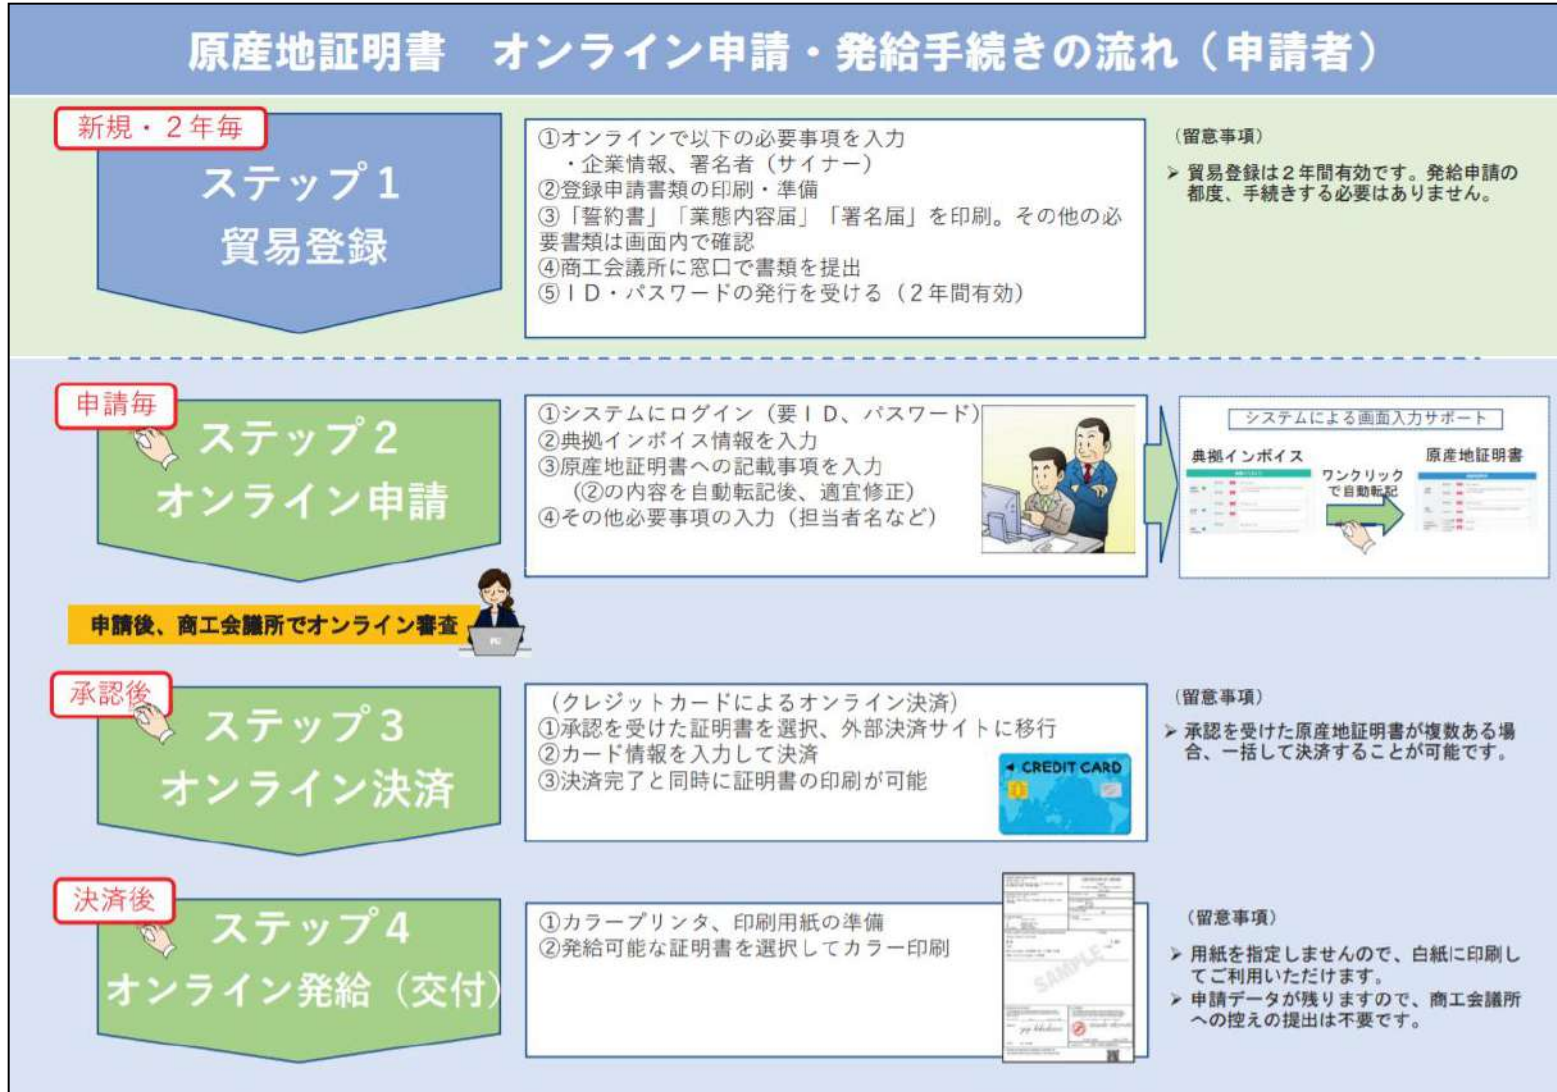 原産地証明書　オンライン申請・発給手続きの流れ（申請者）
新規・２年毎
ステップ１
貿易登録
①オンラインで以下の必要事項を入力
・企業情報、署名者（サイナー）
②登録申請書類の印刷・準備
③「誓約書」「業態内容届」「署名届」を印刷。その他の必
要書類は画面内で確認
④商工会議所に窓口で書類を提出
⑤ＩＤ・パスワードの発行を受ける（２年間有効）
（留意事項）
➢ 貿易登録は２年間有効です。発給申請の
都度、手続きする必要はありません。
申請毎
ステップ２
オンライン申請
①システムにログイン（要ＩＤ、パスワード）
②典拠インボイス情報を入力
③原産地証明書への記載事項を入力
（②の内容を自動転記後、適宜修正）
④その他必要事項の入力（担当者名など）
システムによる画面入力サポート
典拠インボイス
ワンクリック
で自動転記
原産地証明書
申請後、商工会議所でオンライン審査
承認後
ステップ３
オンライン決済
（クレジットカードによるオンライン決済）
①承認を受けた証明書を選択、外部決済サイトに移行
②カード情報を入力して決済
③決済完了と同時に証明書の印刷が可能
CREDIT CARD
（留意事項）
➢ 承認を受けた原産地証明書が複数ある場
合、一括して決済することが可能です。
決済後
ステップ４
オンライン発給（交付）
①カラープリンタ、印刷用紙の準備
②発給可能な証明書を選択してカラー印刷
SAMPLE
（留意事項）
➢ 用紙を指定しませんので、白紙に印刷し
てご利用いただけます。
➢ 申請データが残りますので、商工会議所
への控えの提出は不要です。